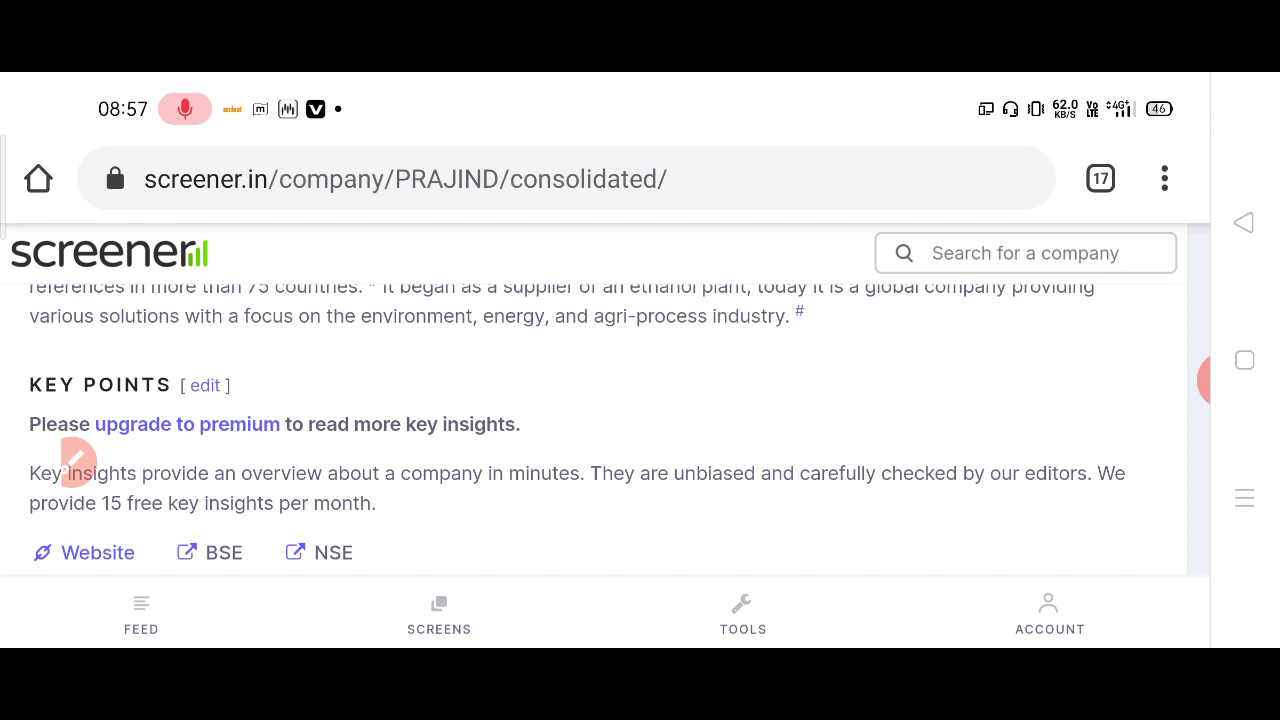 08:57 mint m V 62.0 KB/S Vo LTE 4G+ 46
screener.in/company/PRAJIND/consolidated/ 17
screener Search for a company
references in more than 75 countries. It began as a supplier of an ethanol plant, today it is a global company providing
various solutions with a focus on the environment, energy, and agri-process industry. #
KEY POINTS [ edit ]
Please upgrade to premium to read more key insights.
Key insights provide an overview about a company in minutes. They are unbiased and carefully checked by our editors. We
provide 15 free key insights per month.
Website BSE NSE
FEED SCREENS TOOLS ACCOUNT